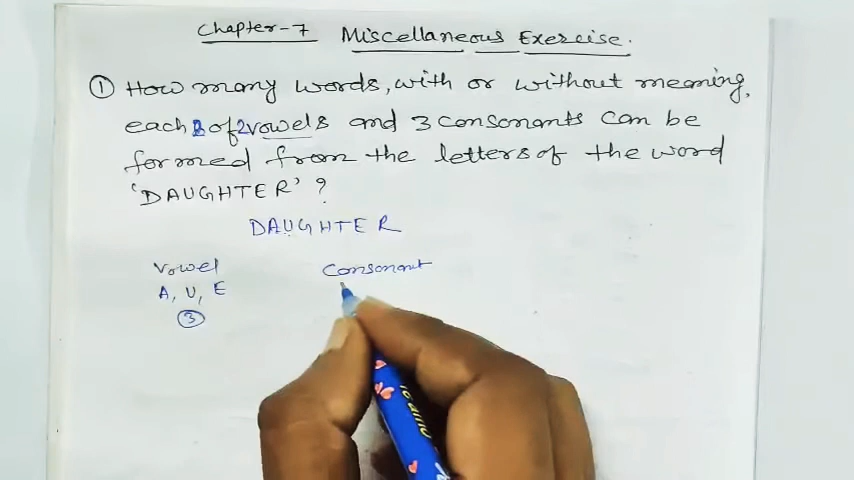 Chapter-7 Miscellaneous Exercise.
① How many words, with or without meaning,
each of 2 vowels and 3 consonants can be
formed from the letters of the word
'DAUGHTER' ?
DAUGHTER
Vowel Consonant
A, U, E
③